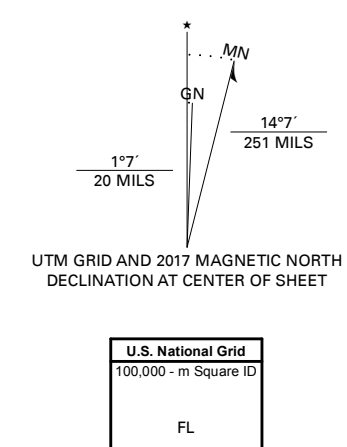 ★
MN
GN
1°7´
20 MILS
14°7´
251 MILS
UTM GRID AND 2017 MAGNETIC NORTH
DECLINATION AT CENTER OF SHEET
U.S. National Grid
100,000 - m Square ID
FL